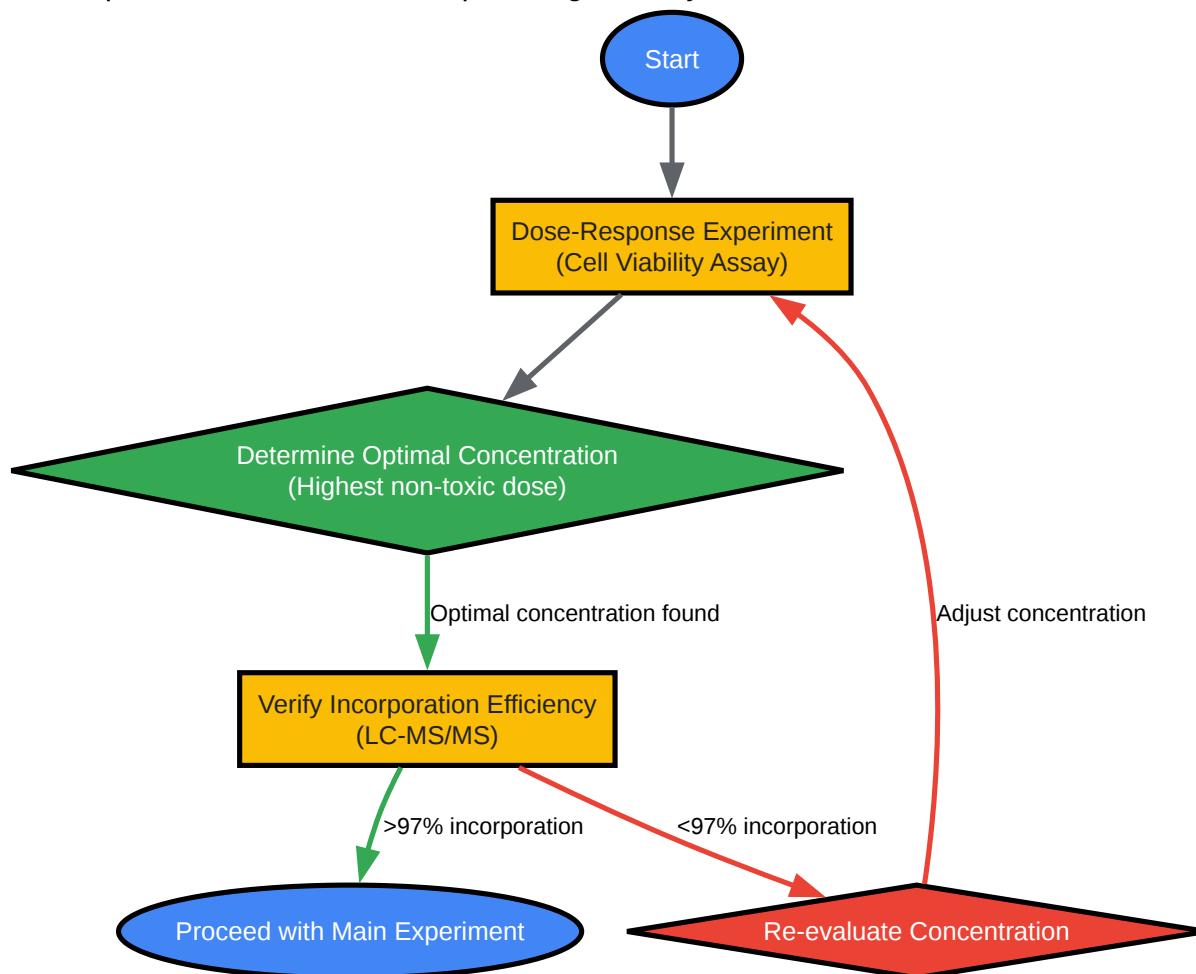 Start
Dose-Response Experiment
(Cell Viability Assay)
Determine Optimal Concentration
(Highest non-toxic dose)
Optimal concentration found
Adjust concentration
Verify Incorporation Efficiency
(LC-MS/MS)
>97% incorporation
<97% incorporation
Proceed with Main Experiment
Re-evaluate Concentration